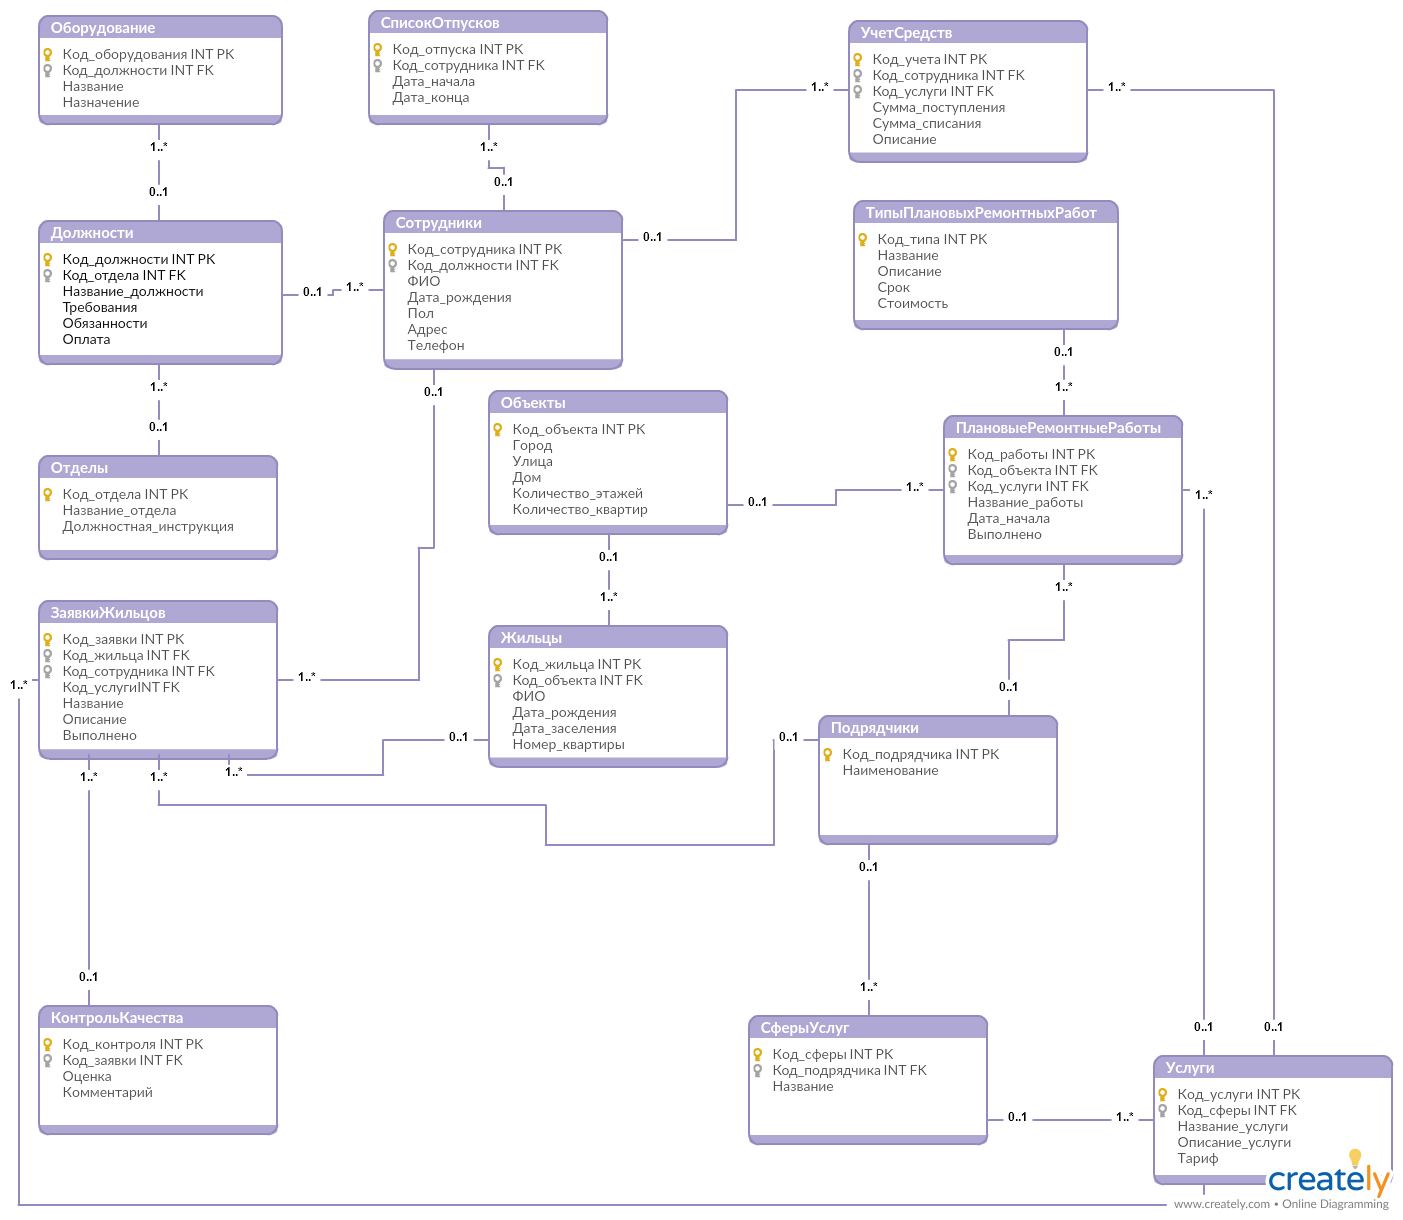 Оборудование
Код_оборудования INT PK
Код_должности INT FK
Название
Назначение
1..*
0..1
СписокОтпусков
Код_отпуска INT PK
Код_сотрудника INT FK
Дата_начала
Дата_конца
1..*
0..1
УчетСредств
Код_учета INT PK
Код_сотрудника INT FK
Код_услуги INT FK
Сумма_поступления
Сумма_списания
Описание
1..*
1..*
Должности
Код_должности INT PK
Код_отдела INT FK
Название_должности
Требования
Обязанности
Оплата
0..1
1..*
1..*
0..1
Сотрудники
Код_сотрудника INT PK
Код_должности INT FK
ФИО
Дата_рождения
Пол
Адрес
Телефон
0..1
0..1
ТипыПлановыхРемонтныхРабот
Код_типа INT PK
Название
Описание
Срок
Стоимость
0..1
1..*
Отделы
Код_отдела INT PK
Название_отдела
Должностная_инструкция
Объекты
Код_объекта INT PK
Город
Улица
Дом
Количество_этажей
Количество_квартир
0..1
1..*
0..1
1..*
ПлановыеРемонтныеРаботы
Код_работы INT PK
Код_объекта INT FK
Код_услуги INT FK
Название_работы
Дата_начала
Выполнено
1..*
1..*
0..1
ЗаявкиЖильцов
Код_заявки INT PK
Код_жильца INT FK
Код_сотрудника INT FK
Код_услугиINT FK
Название
Описание
Выполнено
1..*
1..*
1..*
1..*
1..*
Жильцы
Код_жильца INT PK
Код_объекта INT FK
ФИО
Дата_рождения
Дата_заселения
Номер_квартиры
0..1
0..1
Подрядчики
Код_подрядчика INT PK
Наименование
0..1
1..*
0..1
КонтрольКачества
Код_контроля INT PK
Код_заявки INT FK
Оценка
Комментарий
СферыУслуг
Код_сферы INT PK
Код_подрядчика INT FK
Название
0..1
1..*
0..1
0..1
Услуги
Код_услуги INT PK
Код_сферы INT FK
Название_услуги
Описание_услуги
Тариф
creately
www.creately.com • Online Diagramming